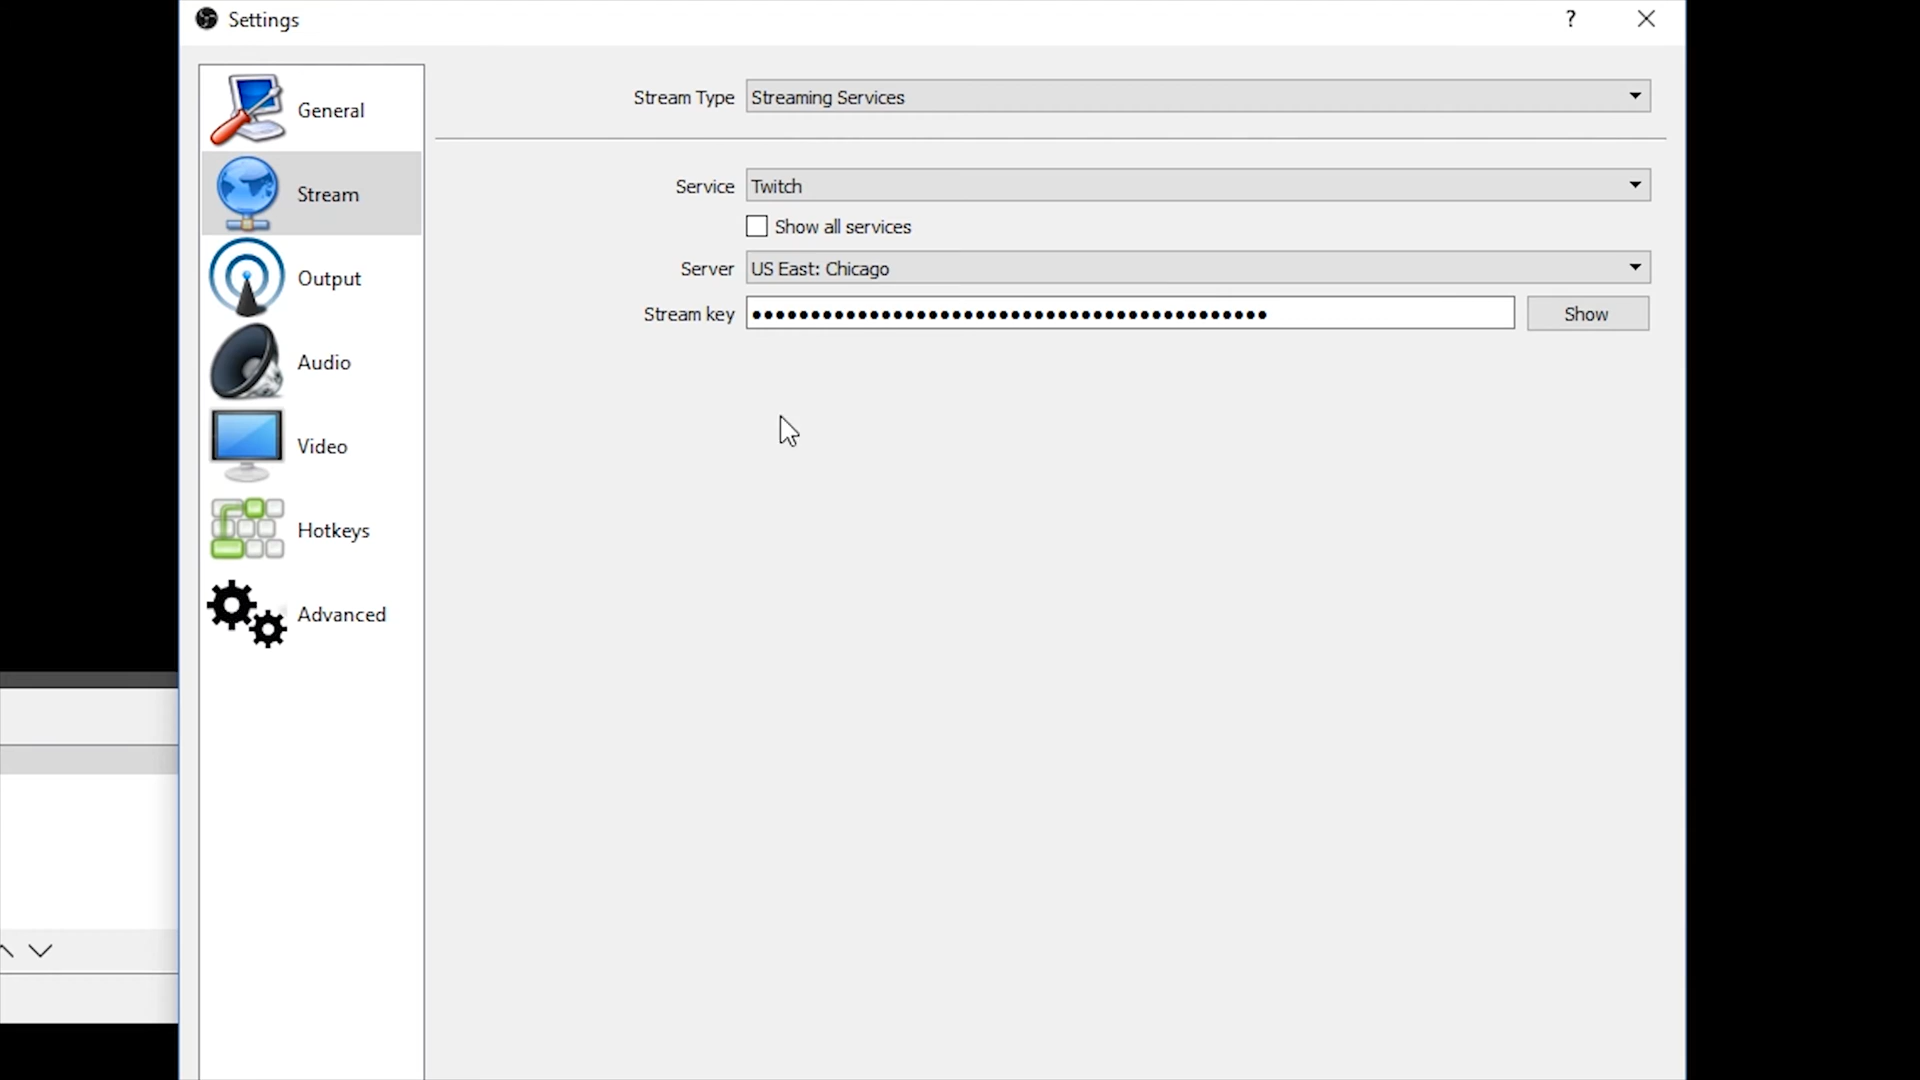 Settings
?
General
Stream
Output
Audio
Video
Hotkeys
Advanced
Stream Type Streaming Services
Service Twitch
Show all services
Server US East: Chicago
Stream key ●●●●●●●●●●●●●●●●●●●●●●●●●●●●●●●●●●●●●●●●●●●● Show